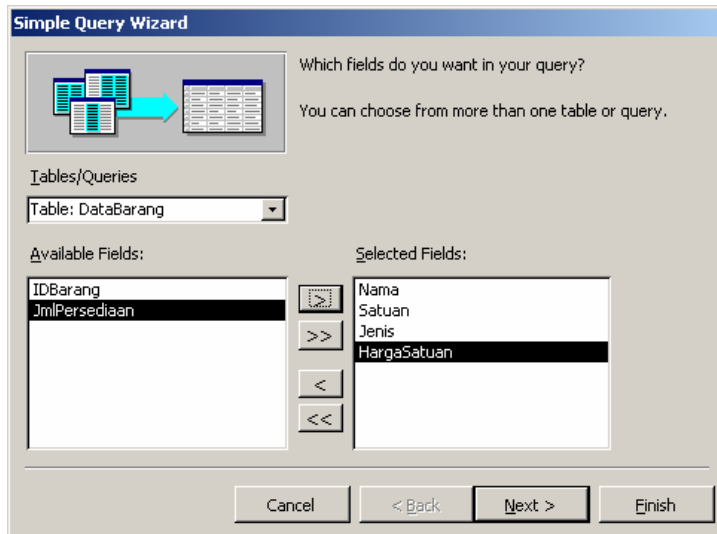 Simple Query Wizard
Which fields do you want in your query?
You can choose from more than one table or query.
Tables/Queries
Table: DataBarang
Available Fields:
IDBarang
JmlPersediaan
>
>>
<
<<
Selected Fields:
Nama
Satuan
Jenis
HargaSatuan
Cancel
< Back
Next >
Finish